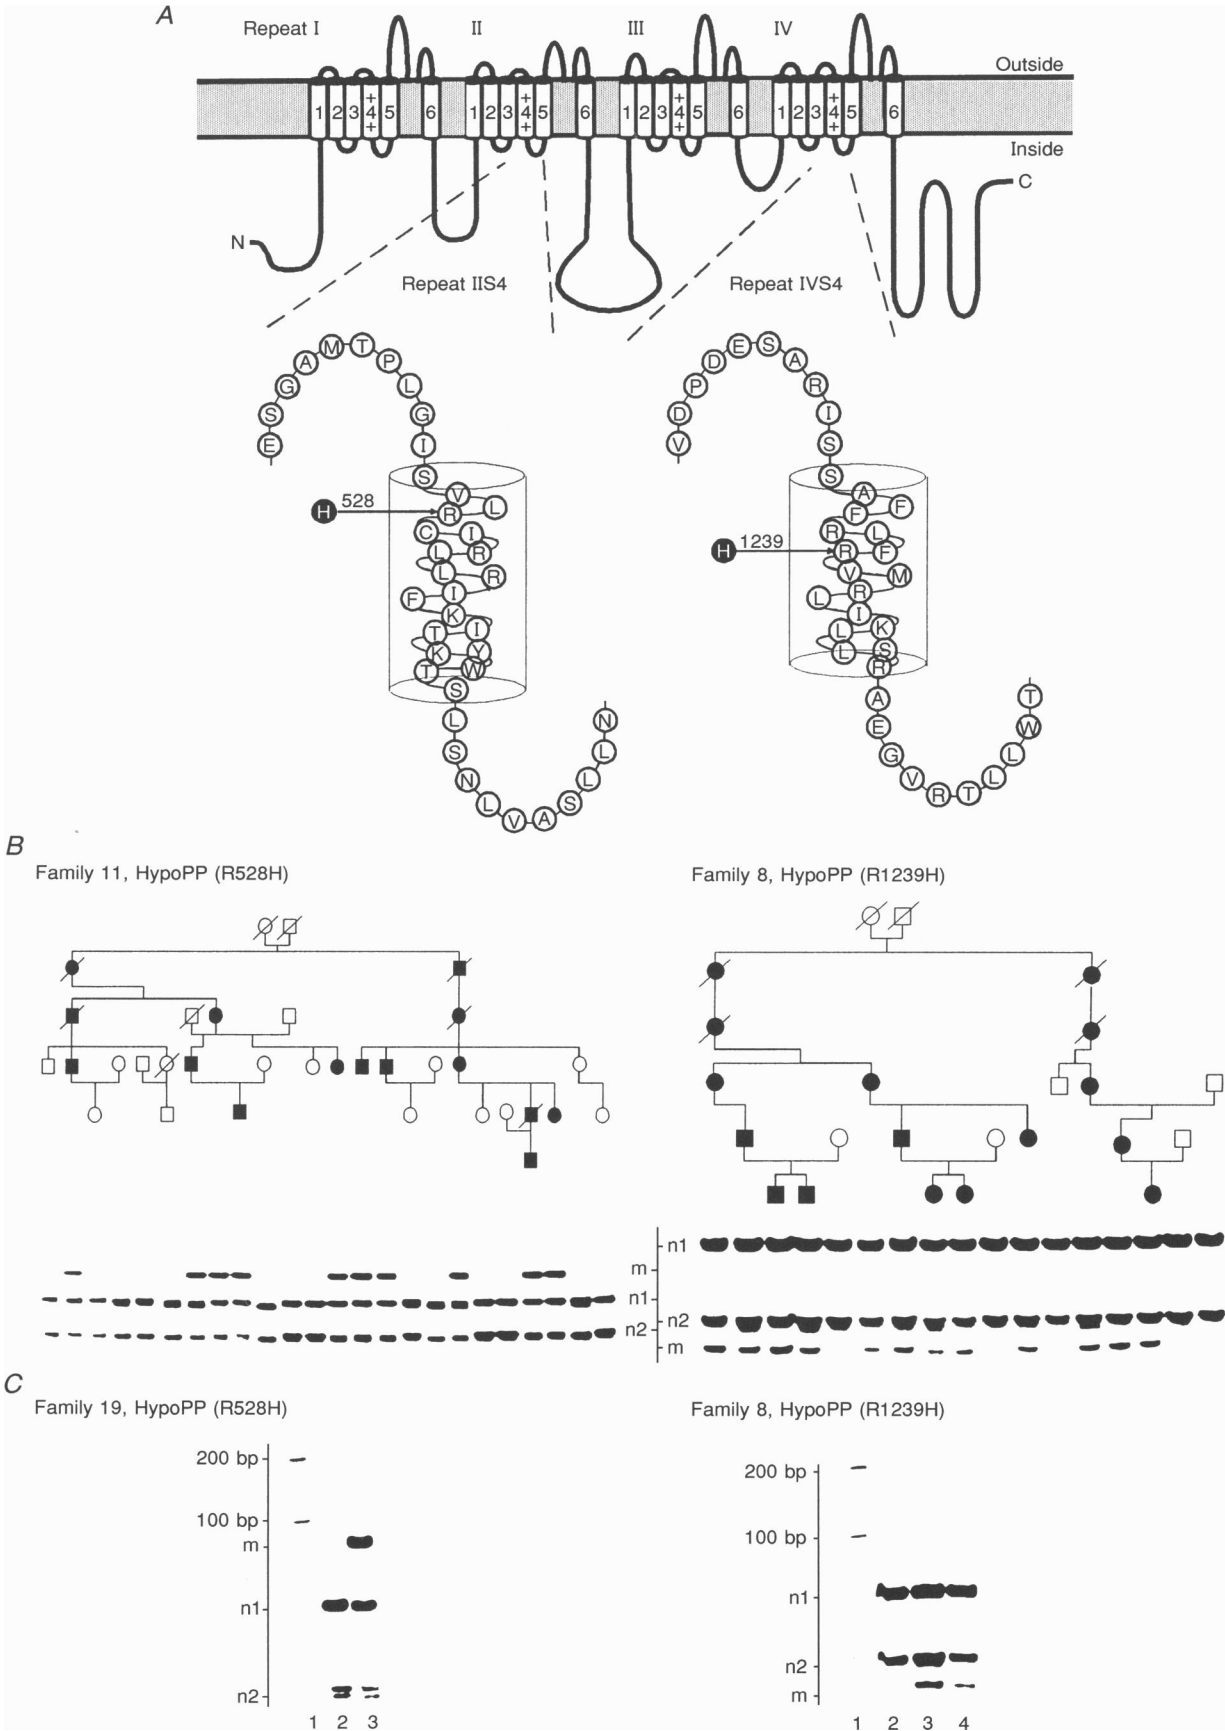 A
Repeat I II III IV
Outside
1 2 3 +4+ 5 6 1 2 3 +4+ 5 6 1 2 3 +4+ 5 6 1 2 3 +4+ 5 6
Inside
C
N
Repeat IIS4 Repeat IVS4
E S G A M T P L G I S
V L R C I L R L R I F K T I K Y T W
S L S N L V A S L L N
H 528
V D P D E S A R I S S
A F F R L R F V M R L I L K L S R
A E G V R T L L W T
H 1239
B
Family 11, HypoPP (R528H) Family 8, HypoPP (R1239H)
n1
m
n1
n2
n2
m
C
Family 19, HypoPP (R528H) Family 8, HypoPP (R1239H)
200 bp
100 bp
m
n1
n2
1 2 3
200 bp
100 bp
n1
n2
m
1 2 3 4